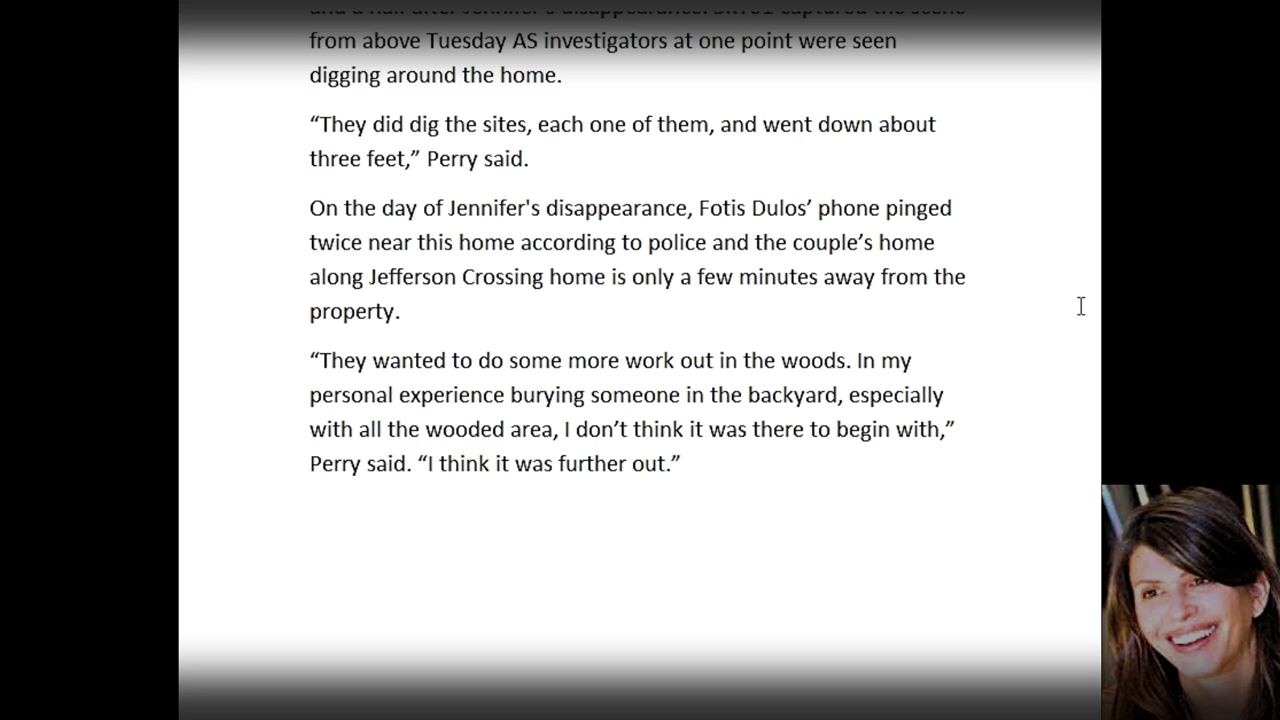 from above Tuesday AS investigators at one point were seen
digging around the home.
“They did dig the sites, each one of them, and went down about
three feet,” Perry said.
On the day of Jennifer's disappearance, Fotis Dulos’ phone pinged
twice near this home according to police and the couple’s home
along Jefferson Crossing home is only a few minutes away from the
property.
“They wanted to do some more work out in the woods. In my
personal experience burying someone in the backyard, especially
with all the wooded area, I don’t think it was there to begin with,”
Perry said. “I think it was further out.”